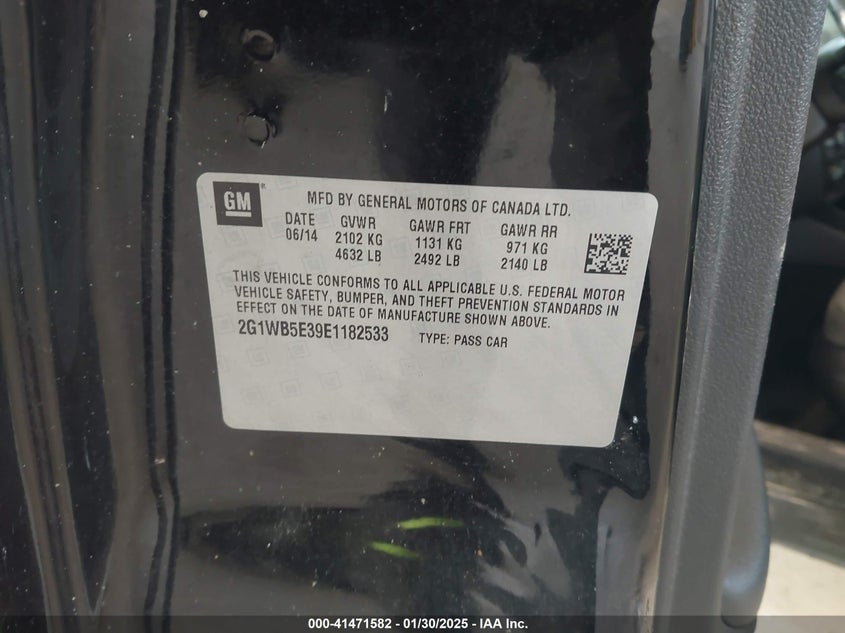 GM
MFD BY GENERAL MOTORS OF CANADA LTD.
DATE GVWR GAWR FRT GAWR RR
06/14 2102 KG 1131 KG 971 KG
4632 LB 2492 LB 2140 LB
THIS VEHICLE CONFORMS TO ALL APPLICABLE U.S. FEDERAL MOTOR
VEHICLE SAFETY, BUMPER, AND THEFT PREVENTION STANDARDS IN
EFFECT ON THE DATE OF MANUFACTURE SHOWN ABOVE.
2G1WB5E39E1182533 TYPE: PASS CAR
000-41471582 / 01/30/2025 - IAA Inc.